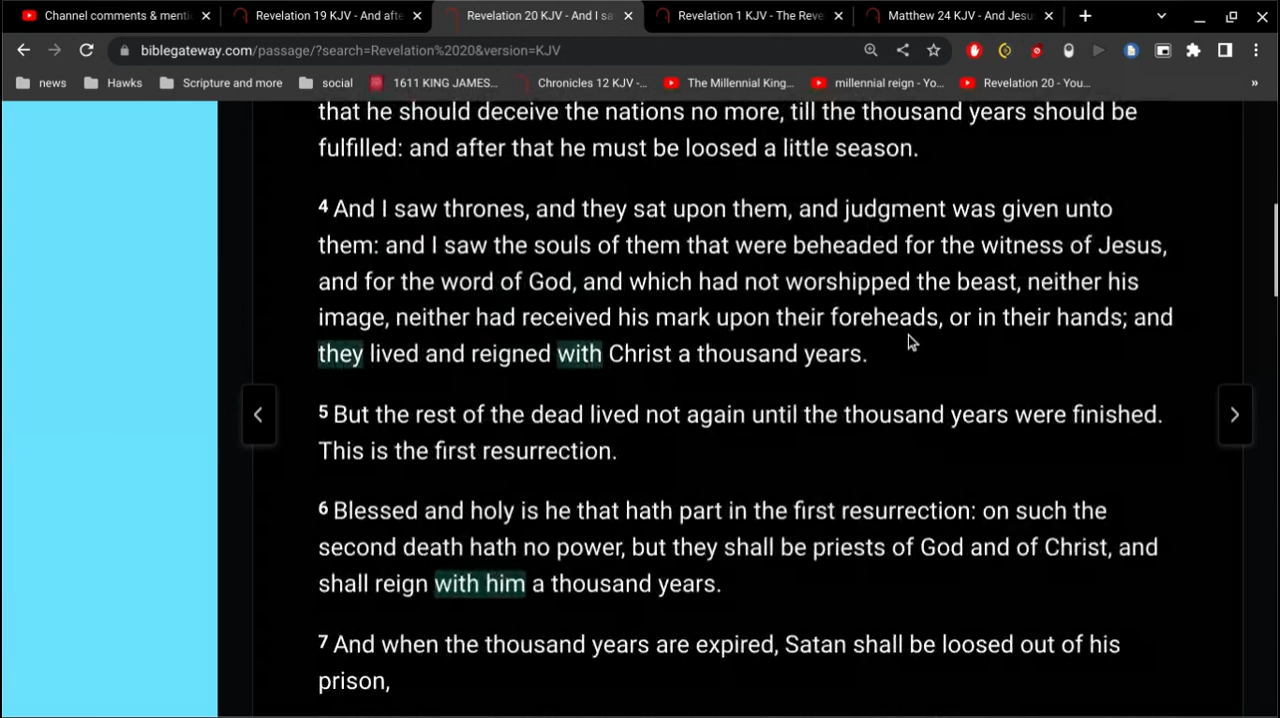 Channel comments & menti
Revelation 19 KJV - And afte
Revelation 20 KJV - And I sa
Revelation 1 KJV - The Reve
Matthew 24 KJV - And Jesu
biblegateway.com/passage/?search=Revelation%2020&version=KJV
news
Hawks
Scripture and more
social
1611 KING JAMES...
Chronicles 12 KJV -...
The Millennial King...
millennial reign - Yo...
Revelation 20 - You...
»
that he should deceive the nations no more, till the thousand years should be
fulfilled: and after that he must be loosed a little season.
4 And I saw thrones, and they sat upon them, and judgment was given unto
them: and I saw the souls of them that were beheaded for the witness of Jesus,
and for the word of God, and which had not worshipped the beast, neither his
image, neither had received his mark upon their foreheads, or in their hands; and
they lived and reigned with Christ a thousand years.
5 But the rest of the dead lived not again until the thousand years were finished.
This is the first resurrection.
6 Blessed and holy is he that hath part in the first resurrection: on such the
second death hath no power, but they shall be priests of God and of Christ, and
shall reign with him a thousand years.
7 And when the thousand years are expired, Satan shall be loosed out of his
prison,